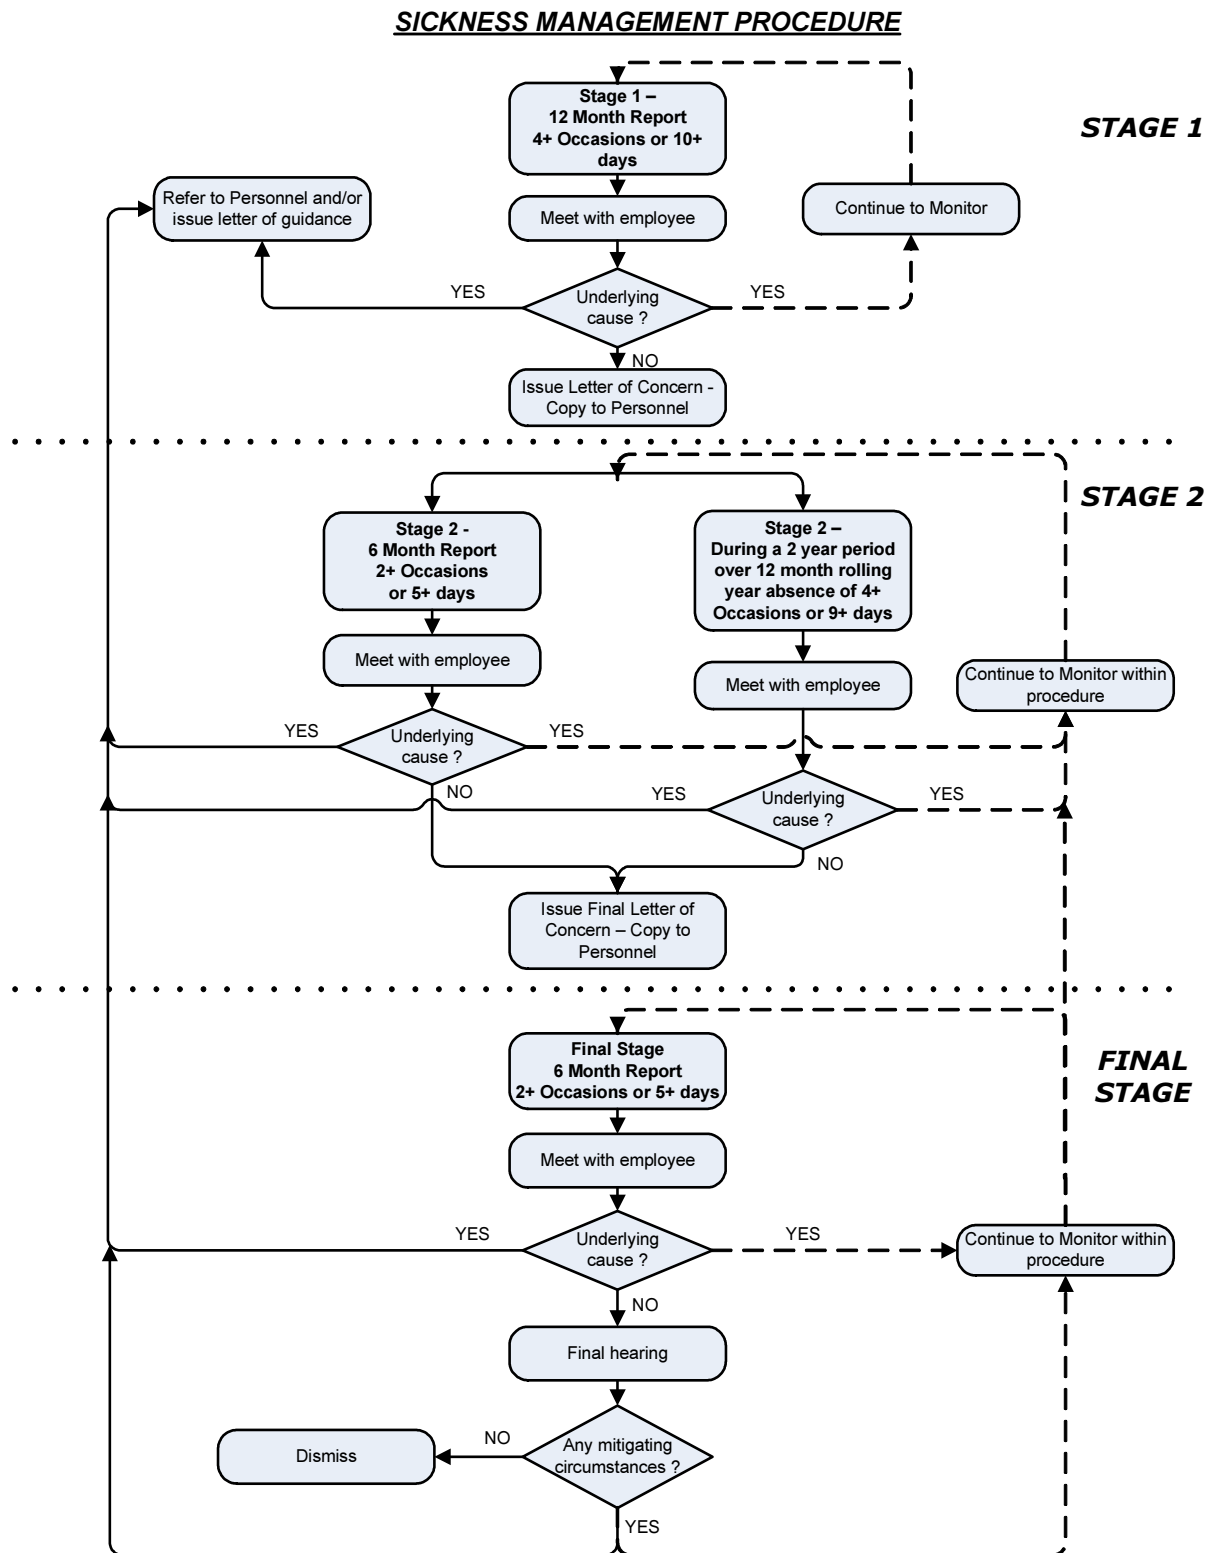 SICKNESS MANAGEMENT PROCEDURE
Stage 1 –
12 Month Report
4+ Occasions or 10+
days
STAGE 1
Refer to Personnel and/or
issue letter of guidance
Meet with employee
Continue to Monitor
YES
Underlying
cause ?
YES
NO
Issue Letter of Concern -
Copy to Personnel
STAGE 2
Stage 2 -
6 Month Report
2+ Occasions
or 5+ days
Stage 2 –
During a 2 year period
over 12 month rolling
year absence of 4+
Occasions or 9+ days
Meet with employee
Meet with employee
Continue to Monitor within
procedure
YES
Underlying
cause ?
YES
NO
YES
Underlying
cause ?
YES
NO
Issue Final Letter of
Concern – Copy to
Personnel
Final Stage
6 Month Report
2+ Occasions or 5+ days
FINAL
STAGE
Meet with employee
YES
Underlying
cause ?
YES
Continue to Monitor within
procedure
NO
Final hearing
Dismiss
NO
Any mitigating
circumstances ?
YES